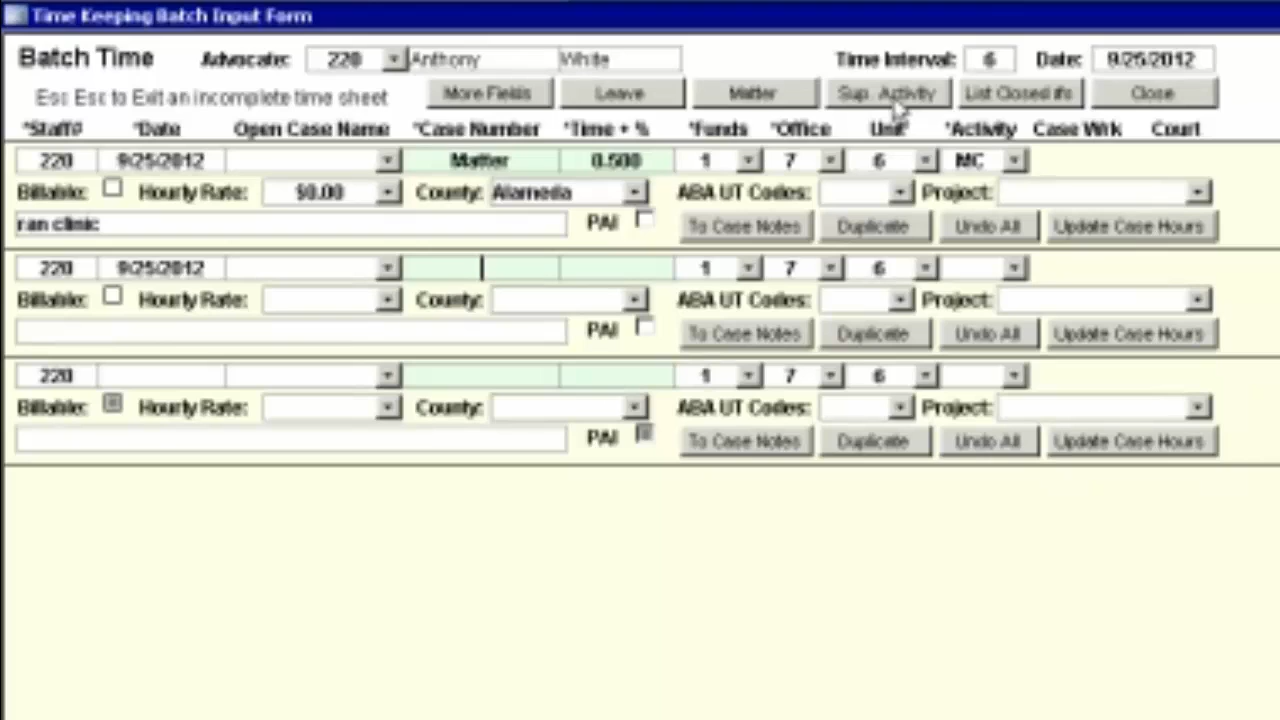 Time Keeping Batch Input Form
Batch Time Advocate: 220 Anthony White Time Interval: 6 Date: 9/25/2012
Esc Esc to Exit an incomplete time sheet More Fields Leave Matter Sup. Activity List Closed ifs Close
*Staff# *Date Open Case Name *Case Number *Time + % *Funds *Office Unit *Activity Case Wrk Court
220 9/25/2012 Matter 0.500 1 7 6 MC
Billable: Hourly Rate: $0.00 County: Alameda ABA UT Codes: Project:
ran clinic PAI To Case Notes Duplicate Undo All Update Case Hours
220 9/25/2012 1 7 6
Billable: Hourly Rate: County: ABA UT Codes: Project:
PAI To Case Notes Duplicate Undo All Update Case Hours
220 1 7 6
Billable: Hourly Rate: County: ABA UT Codes: Project:
PAI To Case Notes Duplicate Undo All Update Case Hours